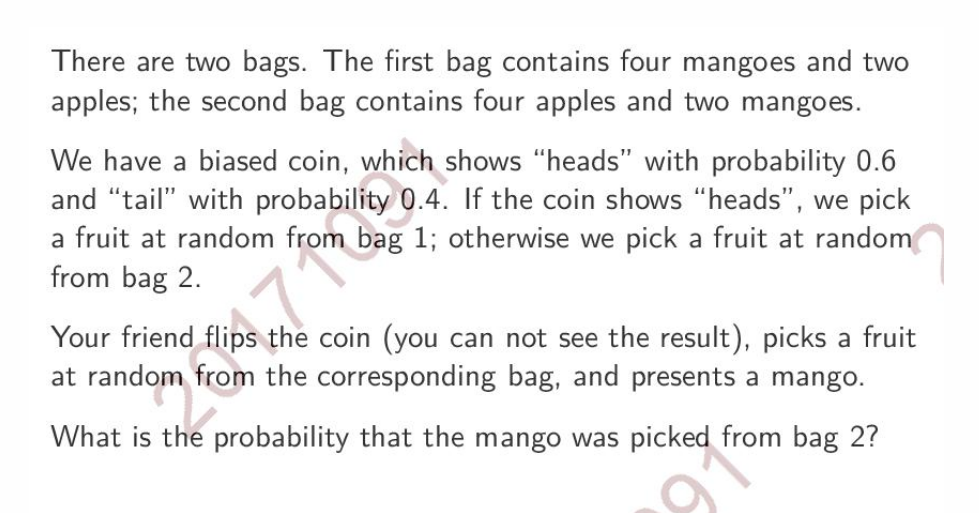 There are two bags. The first bag contains four mangoes and two
apples; the second bag contains four apples and two mangoes.
We have a biased coin, which shows “heads” with probability 0.6
and “tail” with probability 0.4. If the coin shows “heads”, we pick
a fruit at random from bag 1; otherwise we pick a fruit at random
from bag 2.
Your friend flips the coin (you can not see the result), picks a fruit
at random from the corresponding bag, and presents a mango.
What is the probability that the mango was picked from bag 2?
20171091